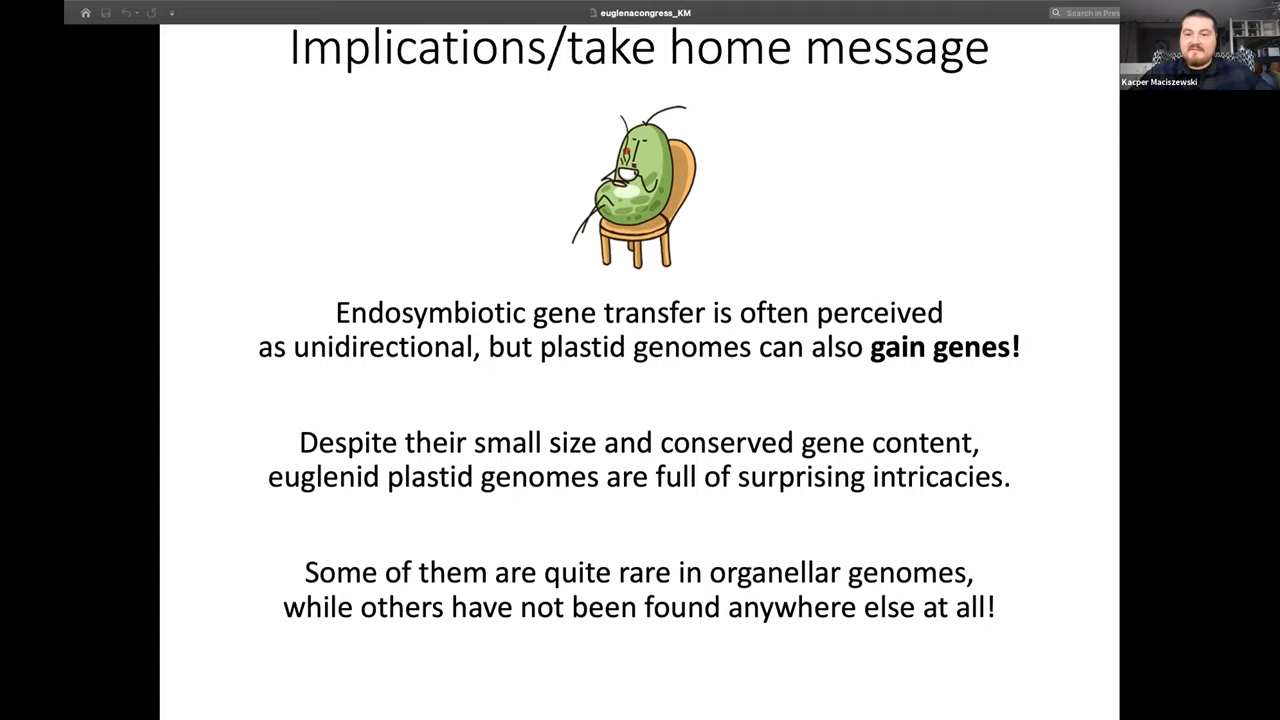 euglenacongress_KM
Search in Pres
Implications/take home message
Kacper Maciszewski
Endosymbiotic gene transfer is often perceived
as unidirectional, but plastid genomes can also gain genes!
Despite their small size and conserved gene content,
euglenid plastid genomes are full of surprising intricacies.
Some of them are quite rare in organellar genomes,
while others have not been found anywhere else at all!